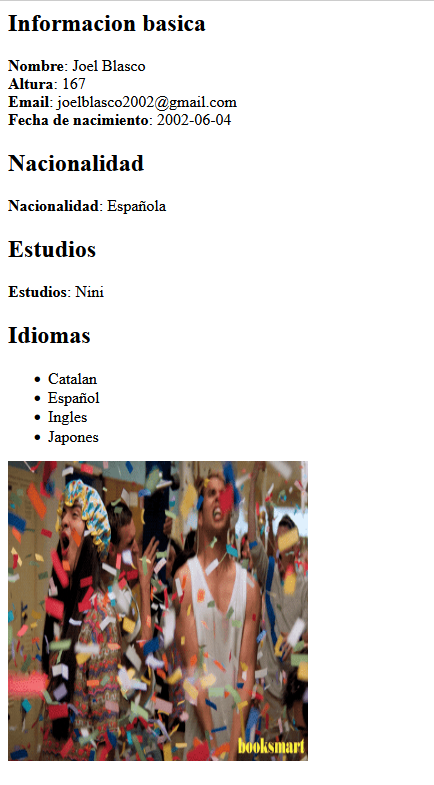 Informacion basica
Nombre: Joel Blasco
Altura: 167
Email: joelblasco2002@gmail.com
Fecha de nacimiento: 2002-06-04
Nacionalidad
Nacionalidad: Española
Estudios
Estudios: Nini
Idiomas
• Catalan
• Español
• Ingles
• Japones
booksmart